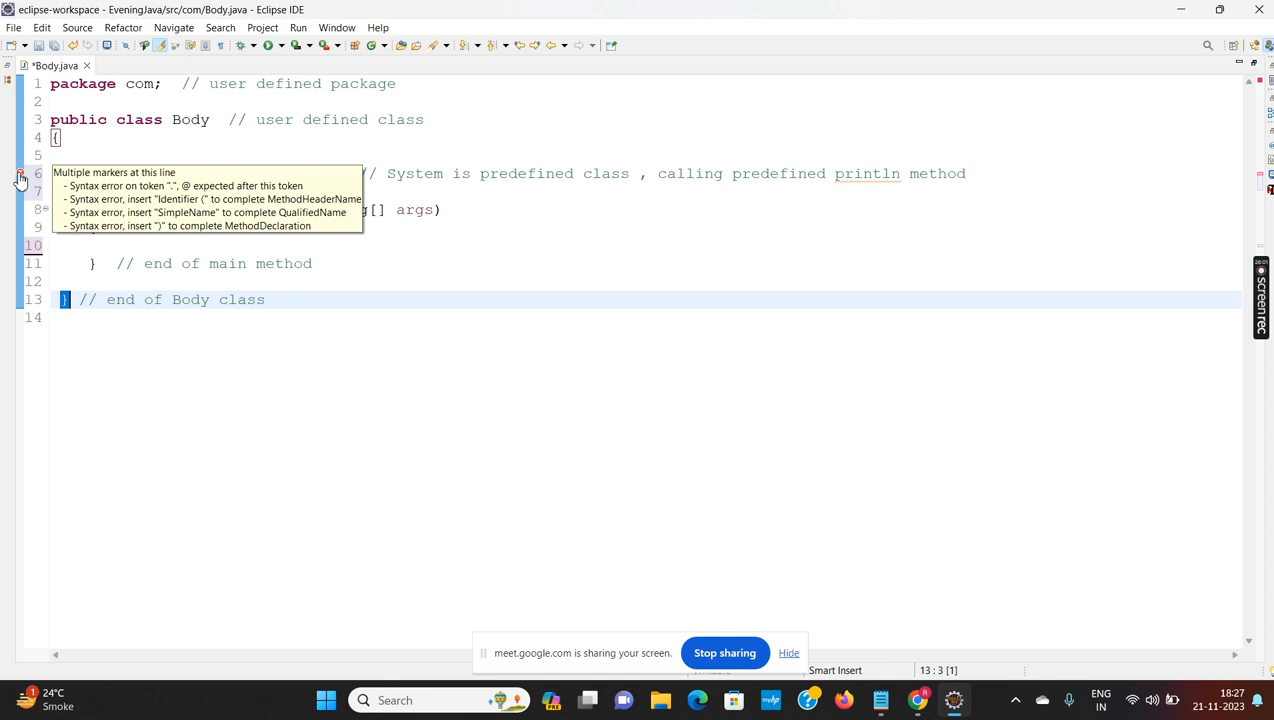 eclipse-workspace - EveningJava/src/com/Body.java - Eclipse IDE
File Edit Source Refactor Navigate Search Project Run Window Help
*Body.java
1 package com; // user defined package
2
3 public class Body // user defined class
4 {
5
6 // System is predefined class , calling predefined println method
Multiple markers at this line
- Syntax error on token ".", @ expected after this token
- Syntax error, insert "Identifier (" to complete MethodHeaderName
- Syntax error, insert "SimpleName" to complete QualifiedName
- Syntax error, insert ")" to complete MethodDeclaration
7
8 [] args)
9
10
11 } // end of main method
12
13 } // end of Body class
14
20:01
screenrec
meet.google.com is sharing your screen. Stop sharing Hide
Smart Insert 13 : 3 [1]
1 24°C
Smoke
Search
PRE
ENG
IN
18:27
21-11-2023